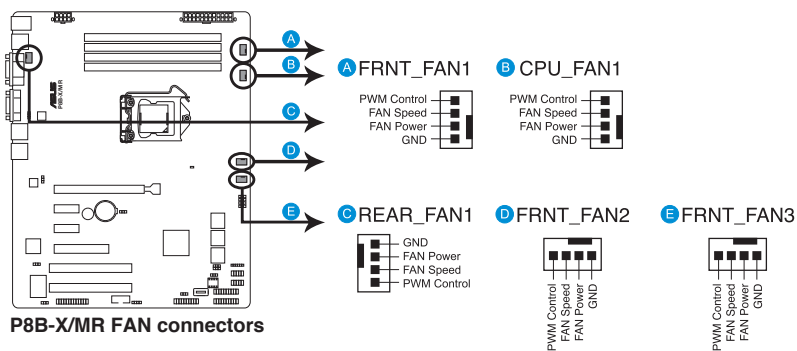 A
B
C
D
E
/ISUS
P8B-X/MR
A FRNT_FAN1
PWM Control
FAN Speed
FAN Power
GND
B CPU_FAN1
PWM Control
FAN Speed
FAN Power
GND
C REAR_FAN1
GND
FAN Power
FAN Speed
PWM Control
D FRNT_FAN2
PWM Control
FAN Speed
FAN Power
GND
E FRNT_FAN3
PWM Control
FAN Speed
FAN Power
GND
P8B-X/MR FAN connectors